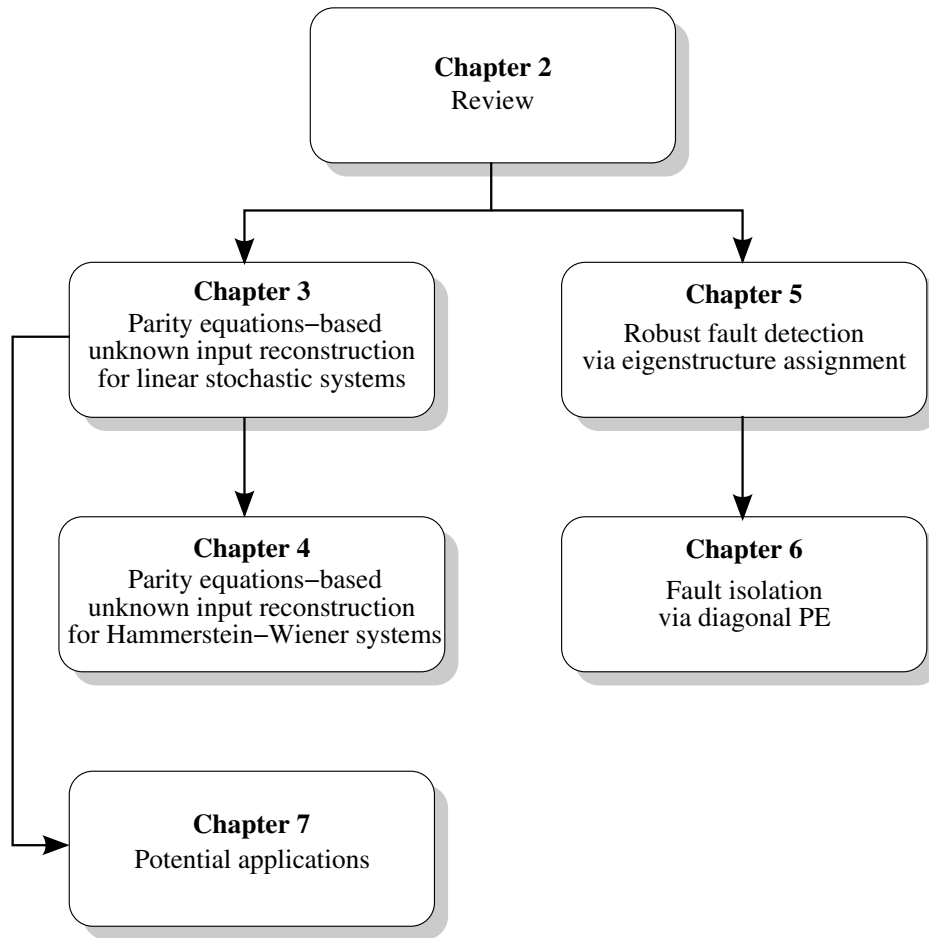 Chapter 2
Review
Chapter 3
Parity equations−based
unknown input reconstruction
for linear stochastic systems
Chapter 5
Robust fault detection
via eigenstructure assignment
Chapter 4
Parity equations−based
unknown input reconstruction
for Hammerstein−Wiener systems
Chapter 6
Fault isolation
via diagonal PE
Chapter 7
Potential applications